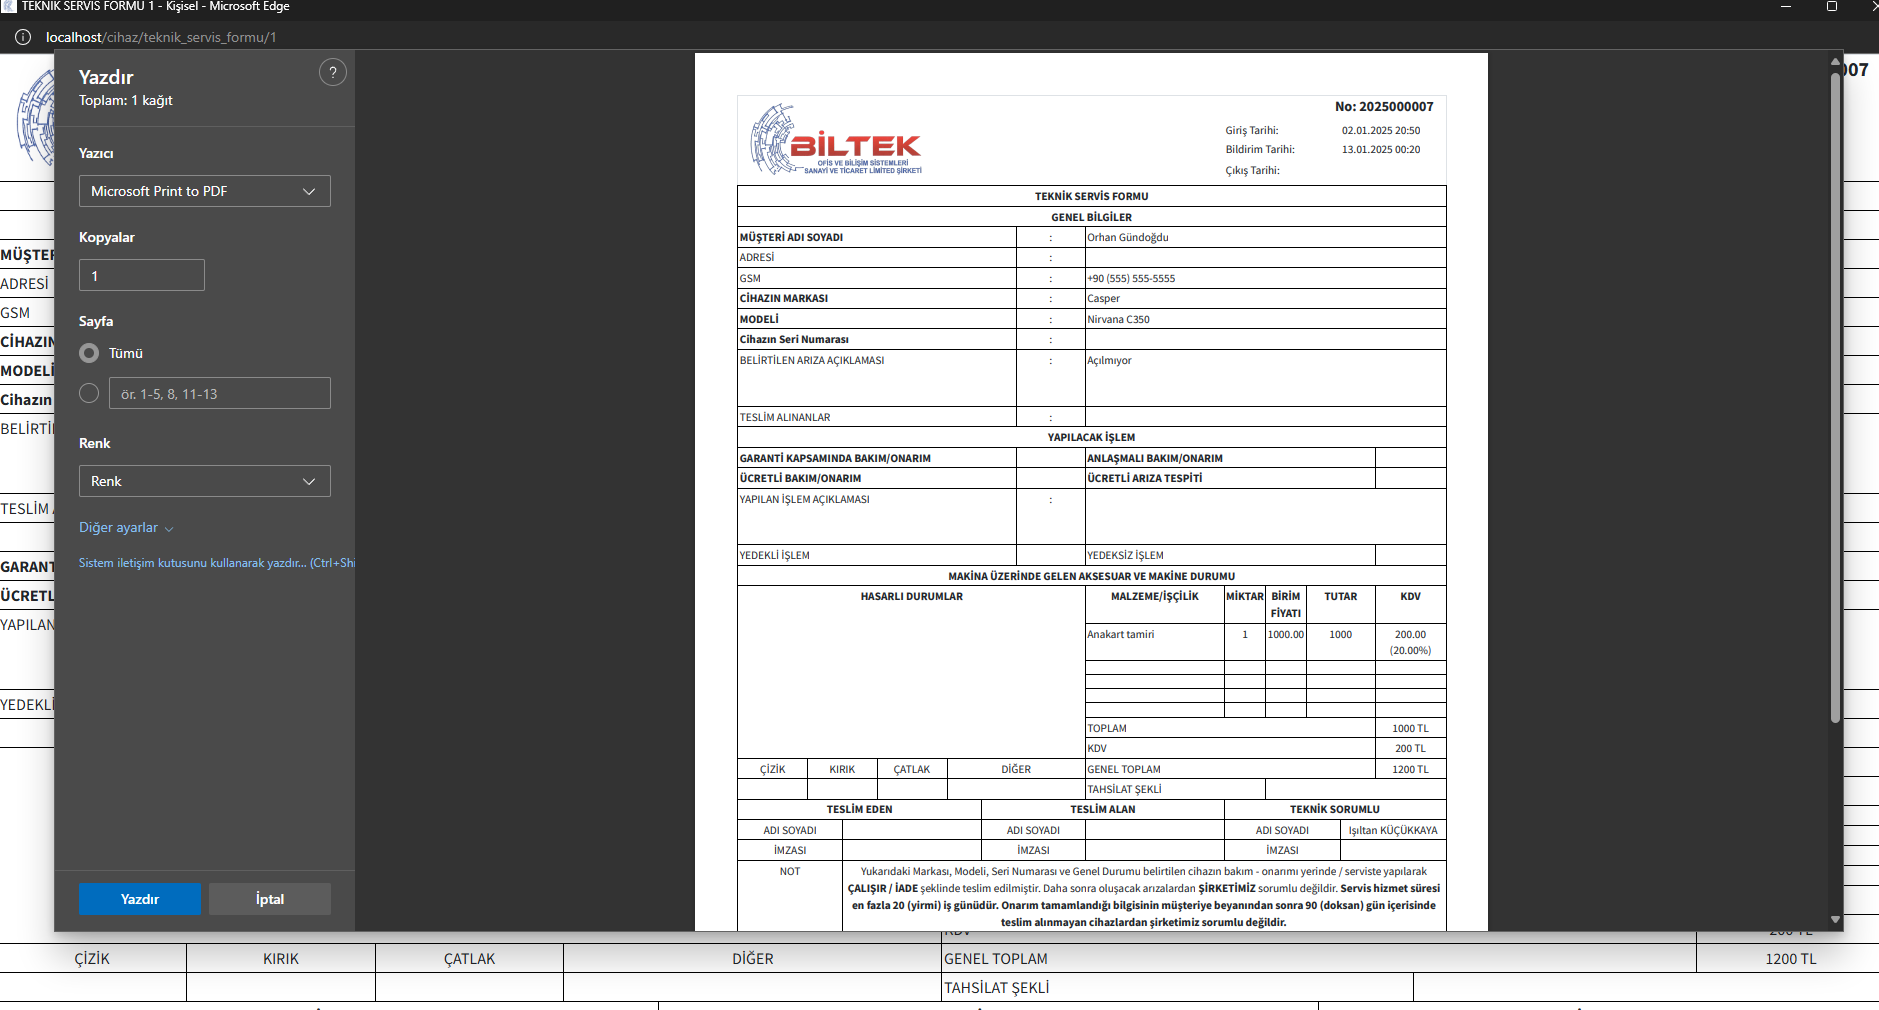 TEKNİK SERVİS FORMU 1 - Kişisel - Microsoft Edge
localhost/cihaz/teknik_servis_formu/1
Yazdır
?
Toplam: 1 kağıt
Yazıcı
Microsoft Print to PDF
Kopyalar
1
Sayfa
Tümü
ör. 1-5, 8, 11-13
Renk
Renk
Diğer ayarlar
Sistem iletişim kutusunu kullanarak yazdır... (Ctrl+Shi
Yazdır İptal
BİLTEK
OFİS VE BİLİŞİM SİSTEMLERİ
SANAYİ VE TİCARET LİMİTED ŞİRKETİ
No: 2025000007
Giriş Tarihi: 02.01.2025 20:50
Bildirim Tarihi: 13.01.2025 00:20
Çıkış Tarihi:
TEKNİK SERVİS FORMU
GENEL BİLGİLER
MÜŞTERİ ADI SOYADI : Orhan Gündoğdu
ADRESİ :
GSM : +90 (555) 555-5555
CİHAZIN MARKASI : Casper
MODELİ : Nirvana C350
Cihazın Seri Numarası :
BELİRTİLEN ARIZA AÇIKLAMASI : Açılmıyor
TESLİM ALINANLAR :
YAPILACAK İŞLEM
GARANTİ KAPSAMINDA BAKIM/ONARIM ANLAŞMALI BAKIM/ONARIM
ÜCRETLİ BAKIM/ONARIM ÜCRETLİ ARIZA TESPİTİ
YAPILAN İŞLEM AÇIKLAMASI :
YEDEKLİ İŞLEM YEDEKSİZ İŞLEM
MAKİNA ÜZERİNDE GELEN AKSESUAR VE MAKİNE DURUMU
HASARLI DURUMLAR MALZEME/İŞÇİLİK MİKTAR BİRİM FİYATI TUTAR KDV
Anakart tamiri 1 1000.00 1000 200.00
(20.00%)
TOPLAM 1000 TL
KDV 200 TL
ÇİZİK KIRIK ÇATLAK DİĞER GENEL TOPLAM 1200 TL
TAHSİLAT ŞEKLİ
TESLİM EDEN TESLİM ALAN TEKNİK SORUMLU
ADI SOYADI ADI SOYADI ADI SOYADI Işıltan KÜÇÜKKAYA
İMZASI İMZASI İMZASI
NOT Yukarıdaki Markası, Modeli, Seri Numarası ve Genel Durumu belirtilen cihazın bakım - onarımı yerinde / serviste yapılarak
ÇALIŞIR / İADE şeklinde teslim edilmiştir. Daha sonra oluşacak arızalardan ŞİRKETİMİZ sorumlu değildir. Servis hizmet süresi
en fazla 20 (yirmi) iş günüdür. Onarım tamamlandığı bilgisinin müşteriye beyanından sonra 90 (doksan) gün içerisinde
teslim alınmayan cihazlardan şirketimiz sorumlu değildir.
007
MÜŞTER
ADRESİ
GSM
CİHAZIN
MODELİ
Cihazın
BELİRTİ
TESLİM
GARANT
ÜCRETL
YAPILAN
YEDEKLİ
KDV 200 TL
ÇİZİK KIRIK ÇATLAK DİĞER GENEL TOPLAM 1200 TL
TAHSİLAT ŞEKLİ